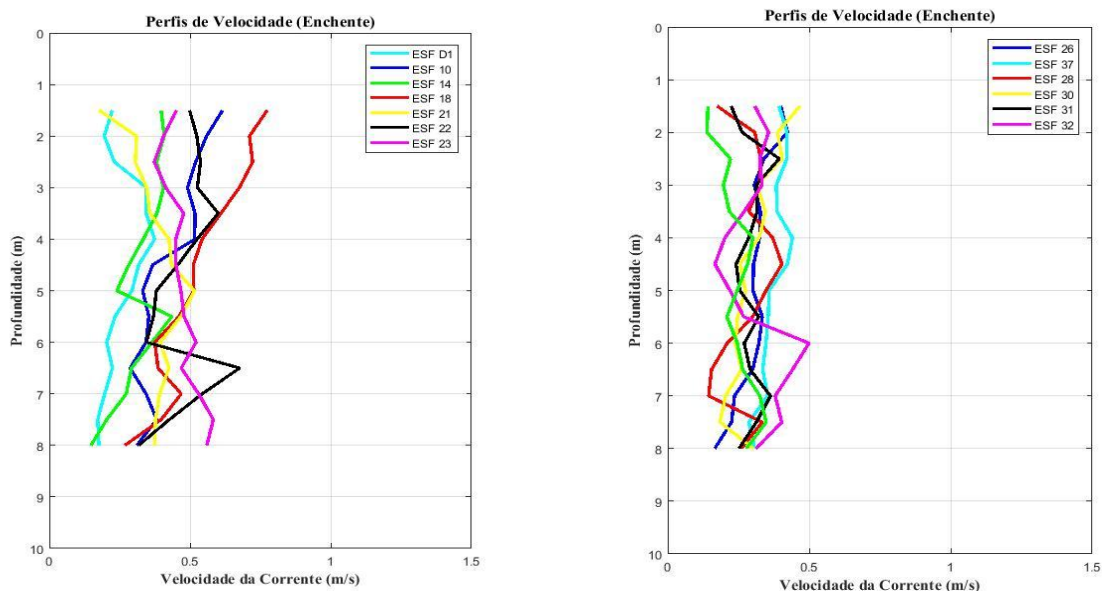 Perfis de Velocidade (Enchente)
0
1
2
3
4
5
6
7
8
9
10
Profundidade (m)
ESF D1
ESF 10
ESF 14
ESF 18
ESF 21
ESF 22
ESF 23
0
0.5
1
1.5
Velocidade da Corrente (m/s)
Perfis de Velocidade (Enchente)
0
1
2
3
4
5
6
7
8
9
10
Profundidade (m)
ESF 26
ESF 37
ESF 28
ESF 30
ESF 31
ESF 32
0
0.5
1
1.5
Velocidade da Corrente (m/s)